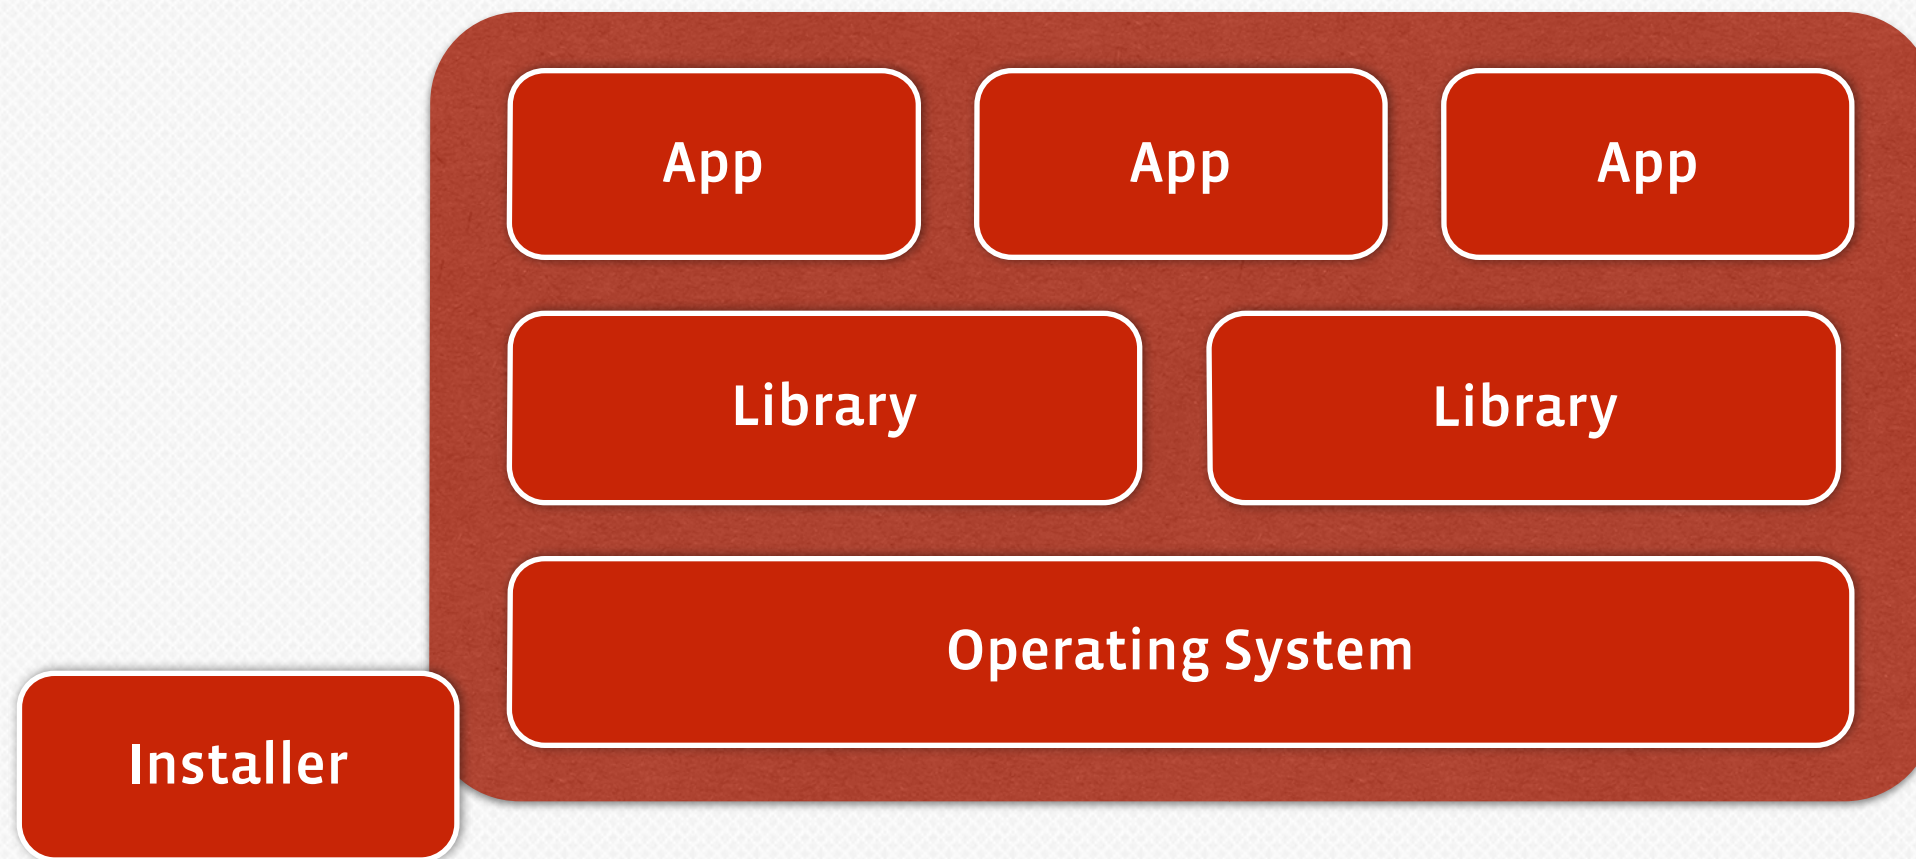 App
App
App
Library
Library
Operating System
Installer